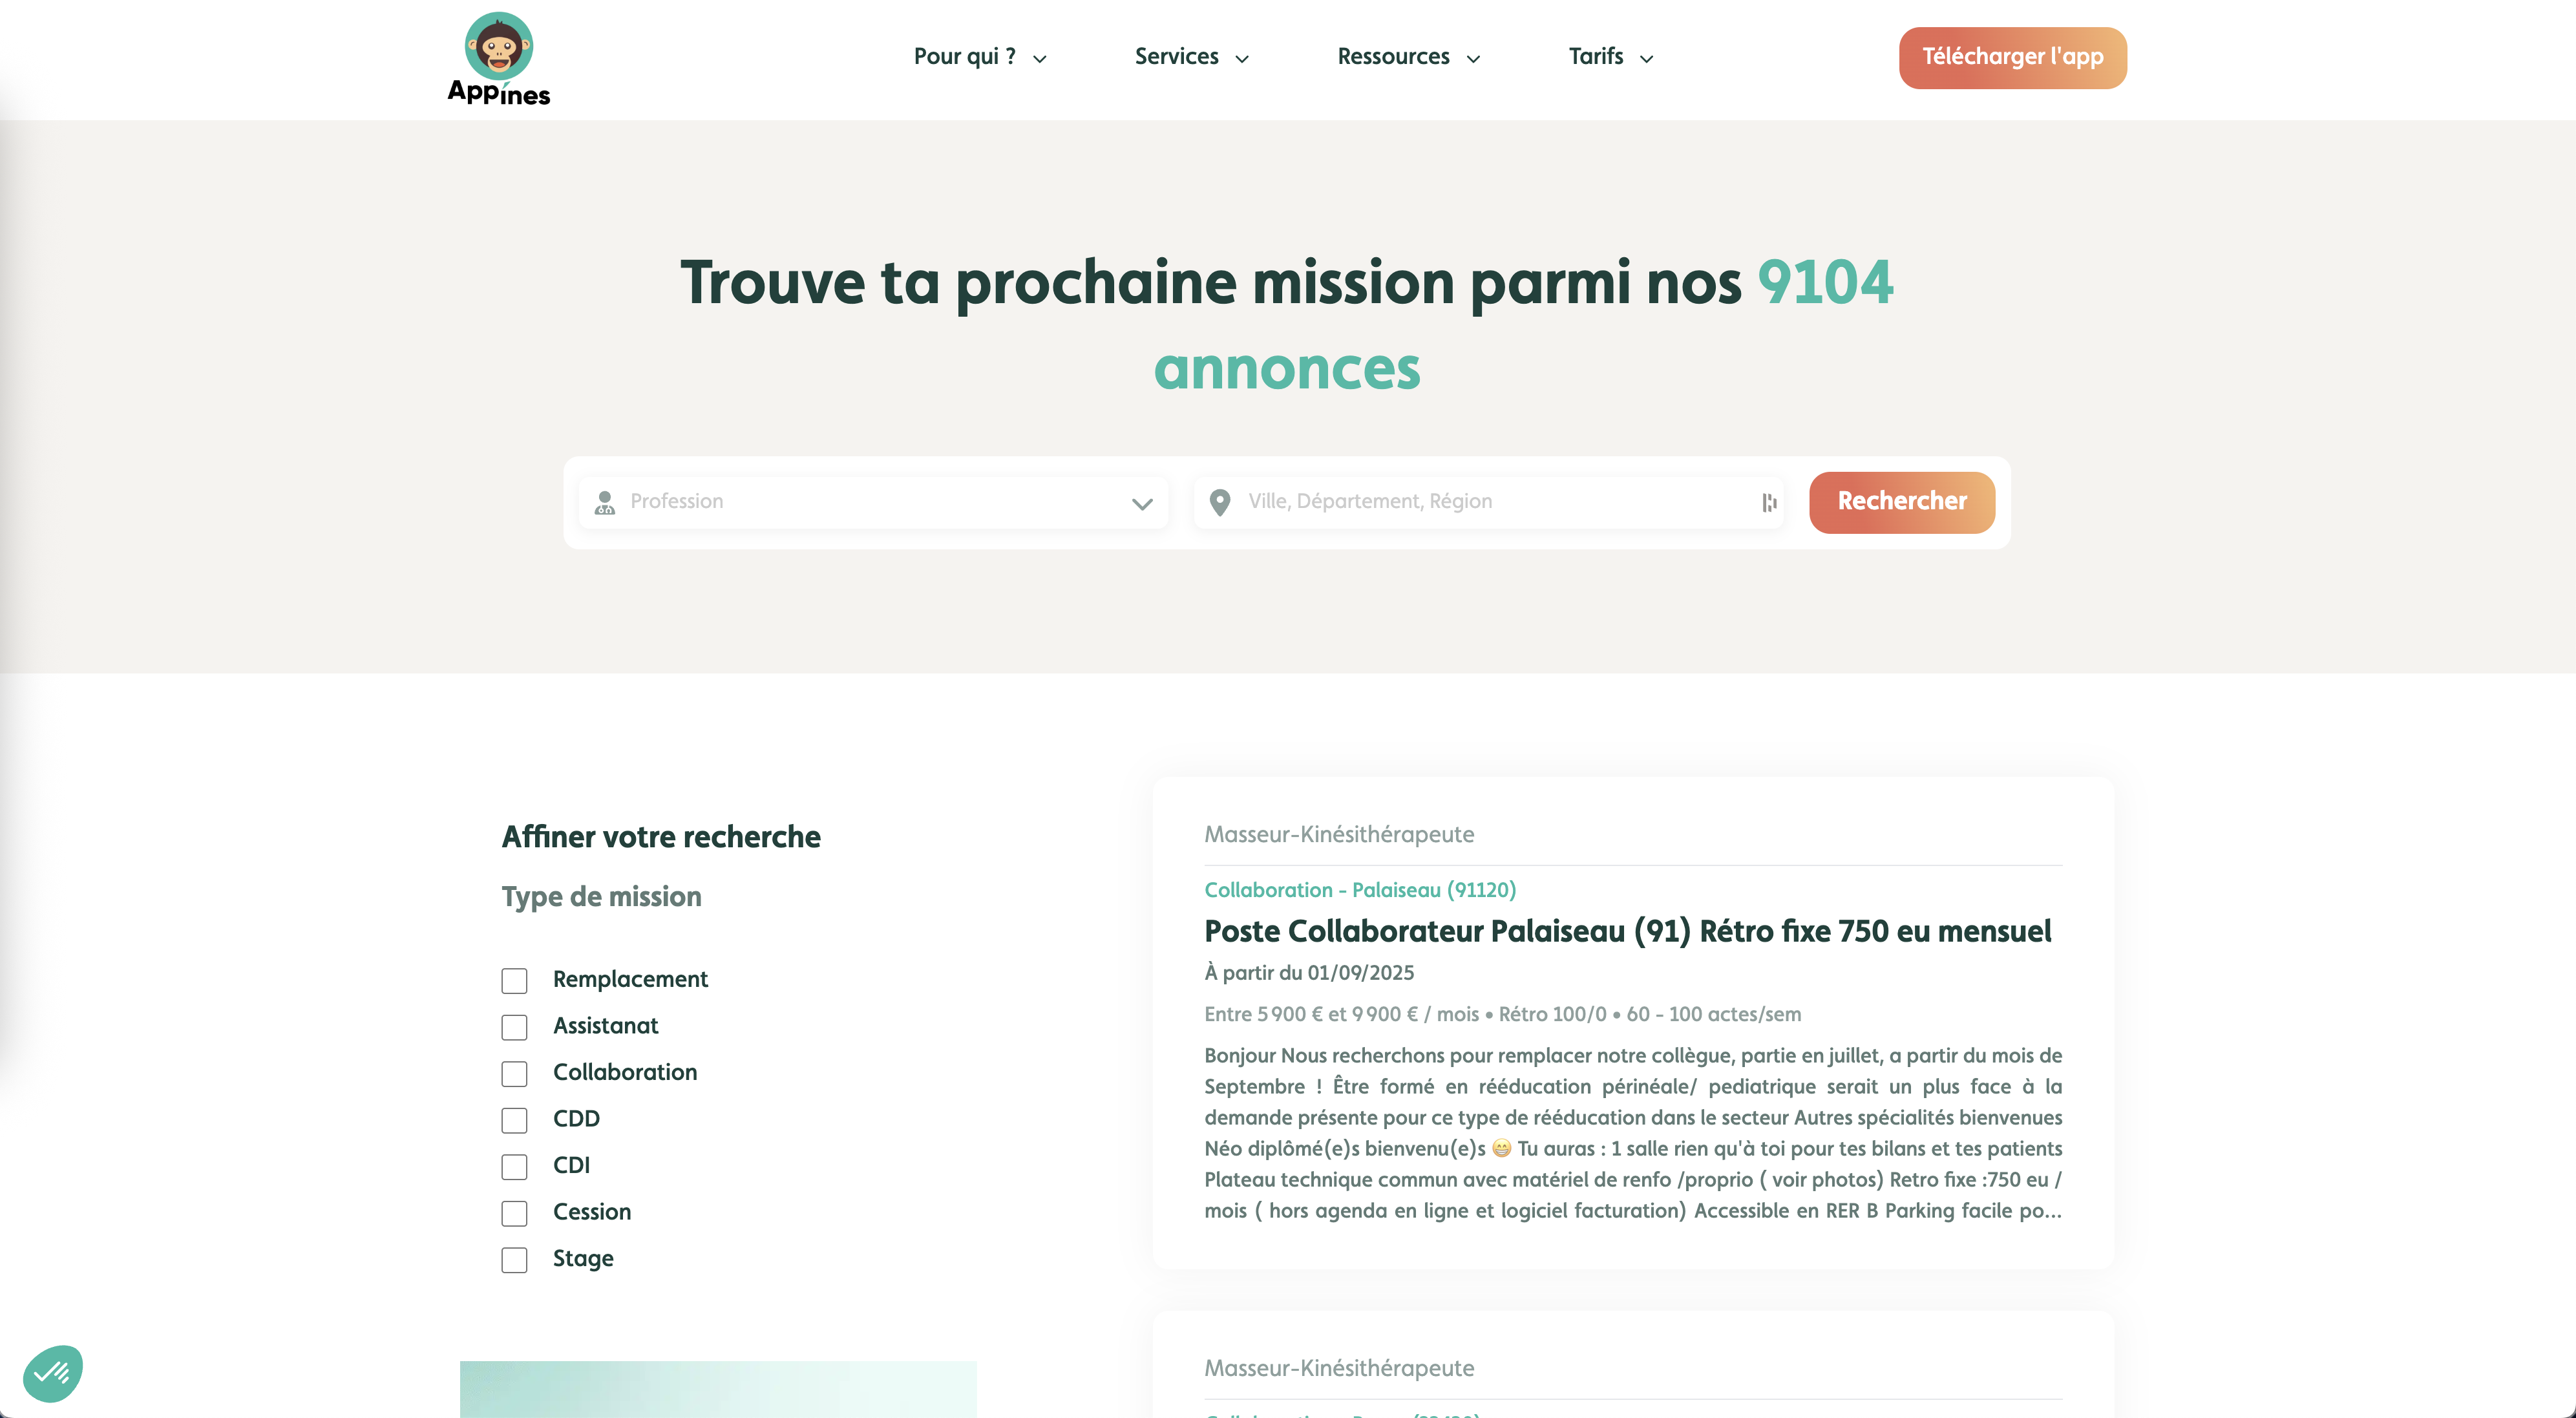 Appines
Pour qui ?
Services
Ressources
Tarifs
Télécharger l'app
Trouve ta prochaine mission parmi nos 9104
annonces
Profession
Ville, Département, Région
Rechercher
Affiner votre recherche
Type de mission
Remplacement
Assistanat
Collaboration
CDD
CDI
Cession
Stage
Masseur-Kinésithérapeute
Collaboration - Palaiseau (91120)
Poste Collaborateur Palaiseau (91) Rétro fixe 750 eu mensuel
À partir du 01/09/2025
Entre 5 900 € et 9 900 € / mois • Rétro 100/0 • 60 - 100 actes/sem
Bonjour Nous recherchons pour remplacer notre collègue, partie en juillet, a partir du mois de
Septembre ! Être formé en rééducation périnéale/ pediatrique serait un plus face à la
demande présente pour ce type de rééducation dans le secteur Autres spécialités bienvenues
Néo diplômé(e)s bienvenu(e)s 😁 Tu auras : 1 salle rien qu'à toi pour tes bilans et tes patients
Plateau technique commun avec matériel de renfo /proprio ( voir photos) Retro fixe :750 eu /
mois ( hors agenda en ligne et logiciel facturation) Accessible en RER B Parking facile po...
Masseur-Kinésithérapeute